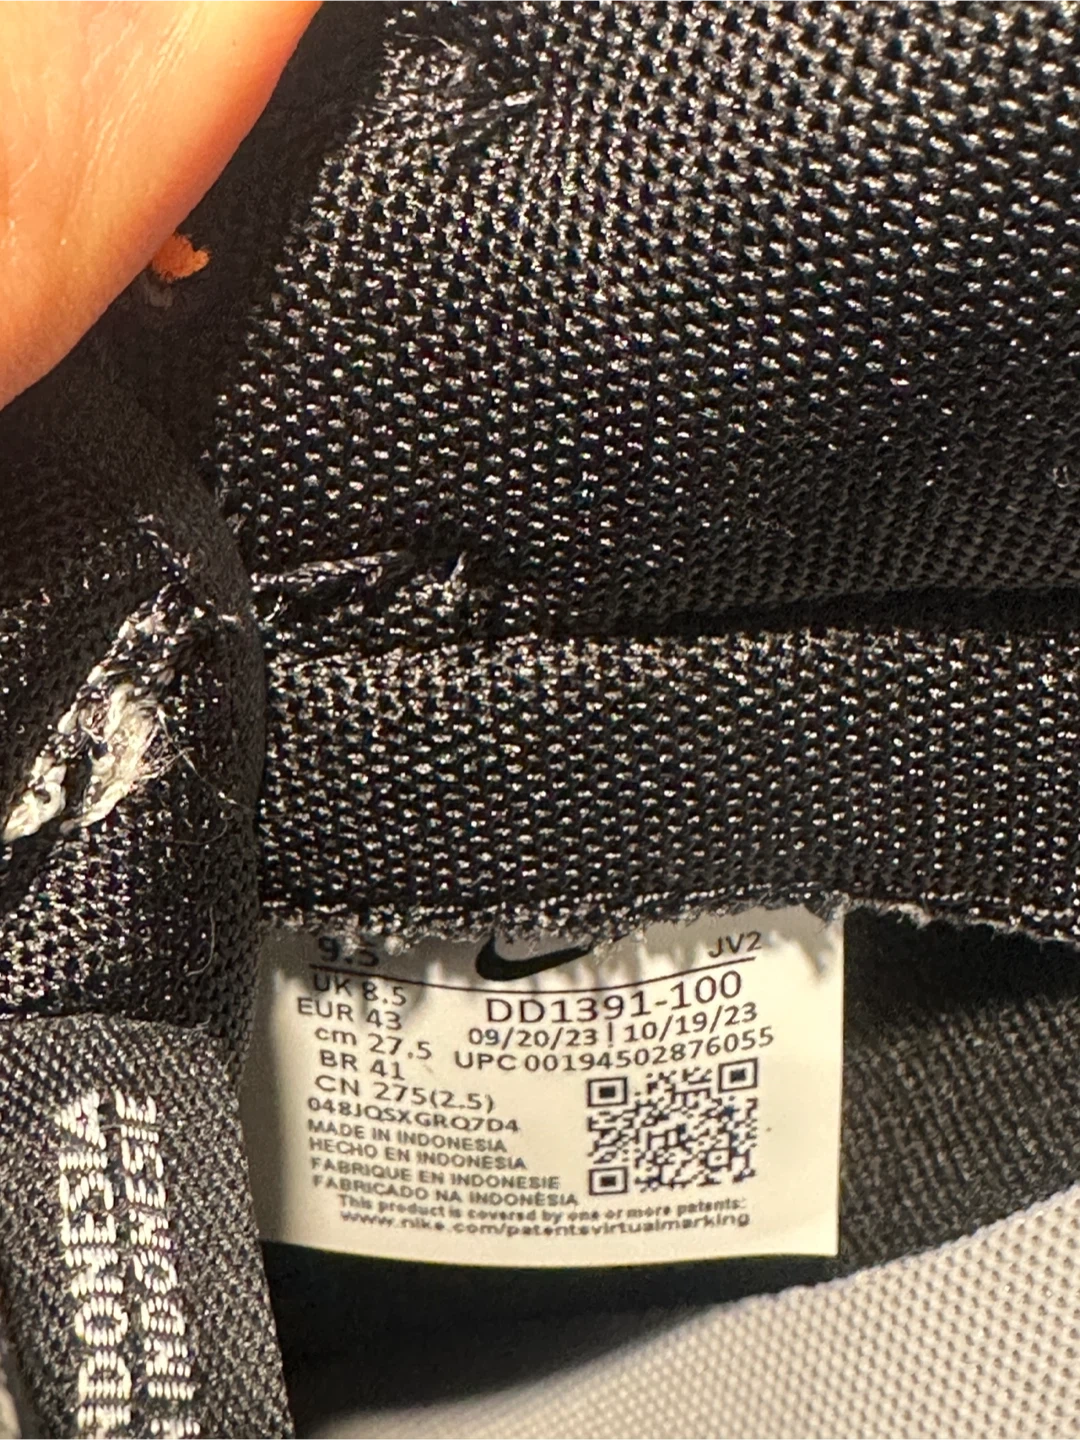 9.5
JV2
UK 8.5
EUR 43
cm 27.5
BR 41
CN 275(2.5)
DD1391-100
09/20/23 | 10/19/23
UPC 00194502876055
048JQSXGRQ7D4
MADE IN INDONESIA
HECHO EN INDONESIA
FABRIQUE EN INDONESIE
FABRICADO NA INDONÈSIA
This product is covered by one or more patents:
www.nike.com/patentsvirtualmarking